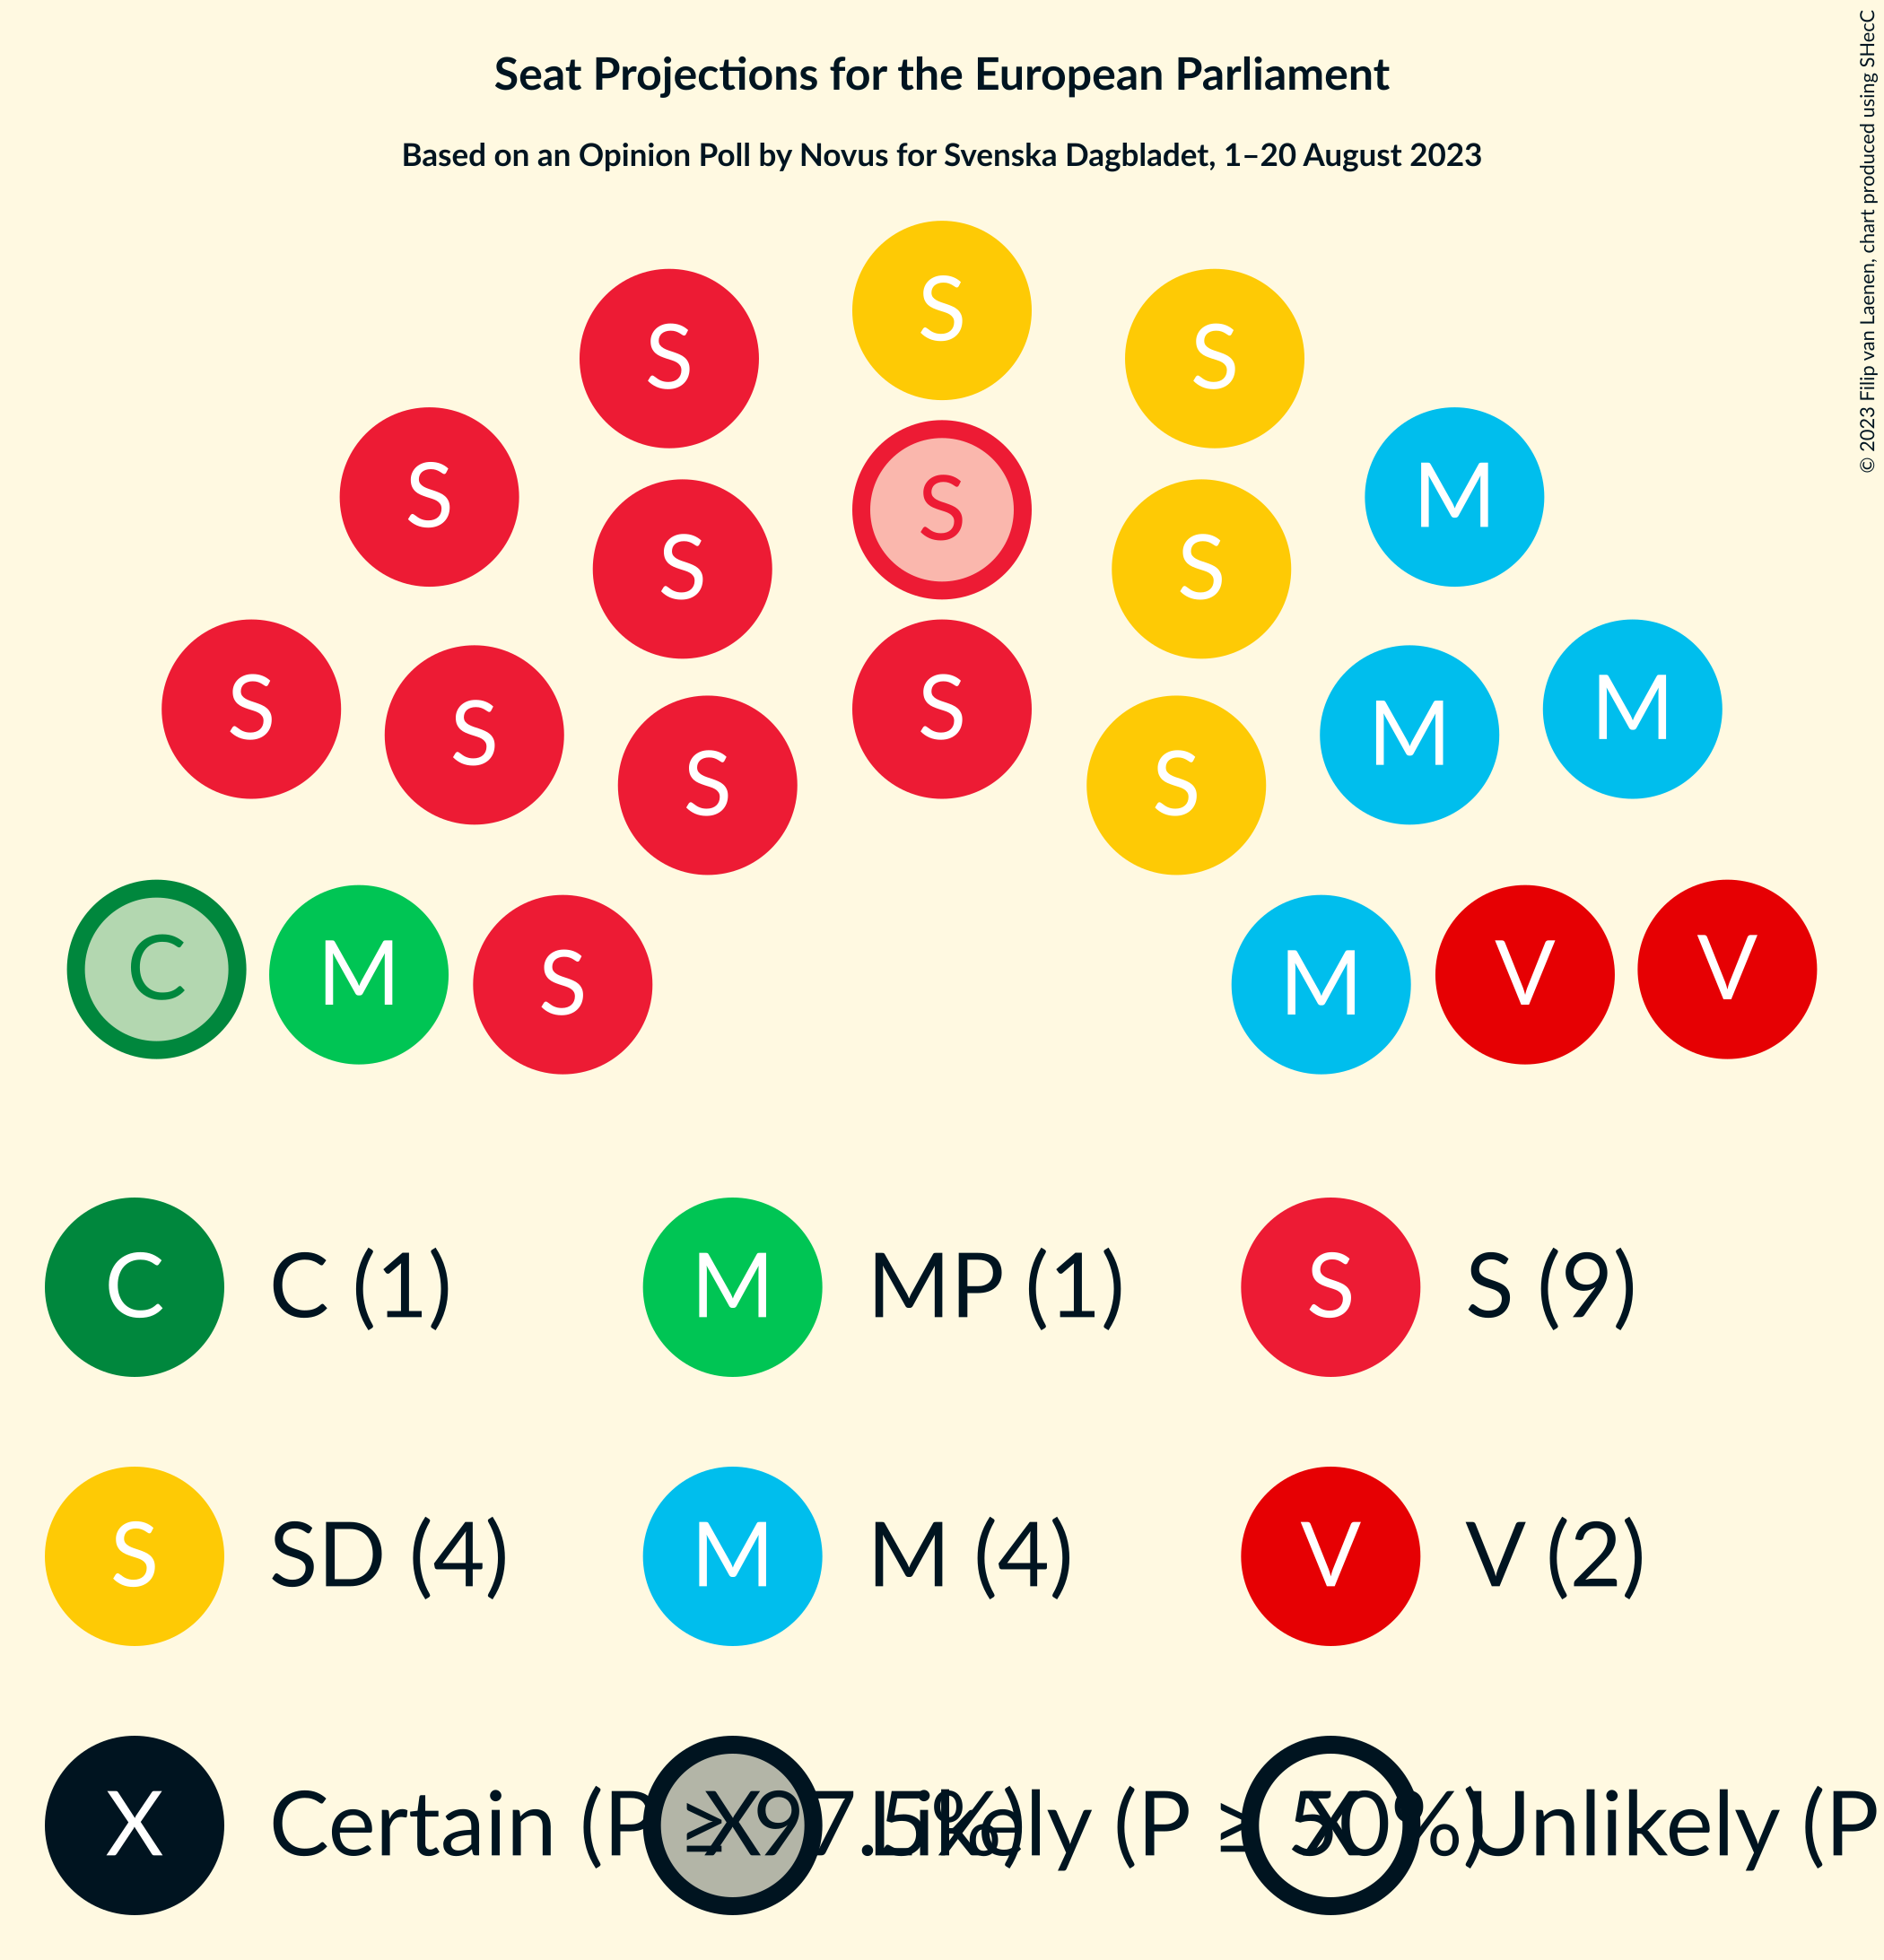 Seat Projections for the European Parliament
Based on an Opinion Poll by Novus for Svenska Dagbladet, 1–20 August 2023
© 2023 Filip van Laenen, chart produced using SHecC
S
S S
S M
S
S S
S M
S S
S M
S S
C M S M V V
C C (1) M MP (1) S S (9)
S SD (4) M M (4) V V (2)
X Certain (P ≥ 97.5%) X Likely (P ≥ 50%) X Unlikely (P